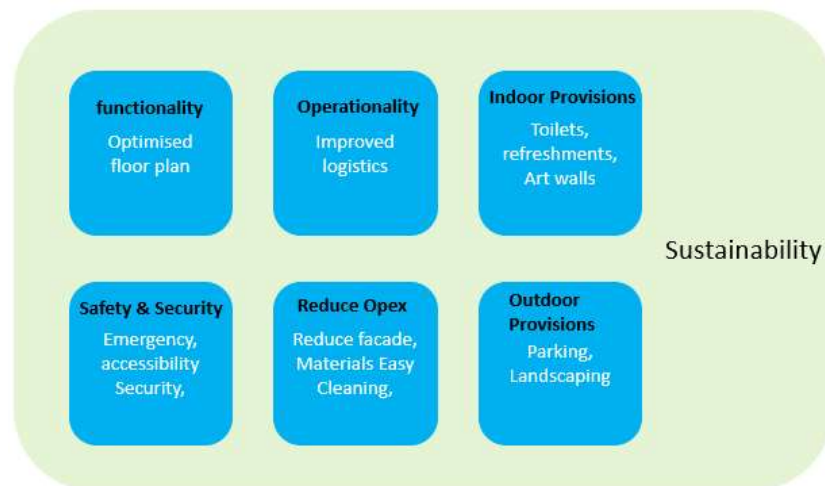 functionality
Optimised
floor plan
Operationality
Improved
logistics
Indoor Provisions
Toilets,
refreshments,
Art walls
Sustainability
Safety & Security
Emergency,
accessibility
Security,
Reduce Opex
Reduce facade,
Materials Easy
Cleaning,
Outdoor
Provisions
Parking,
Landscaping